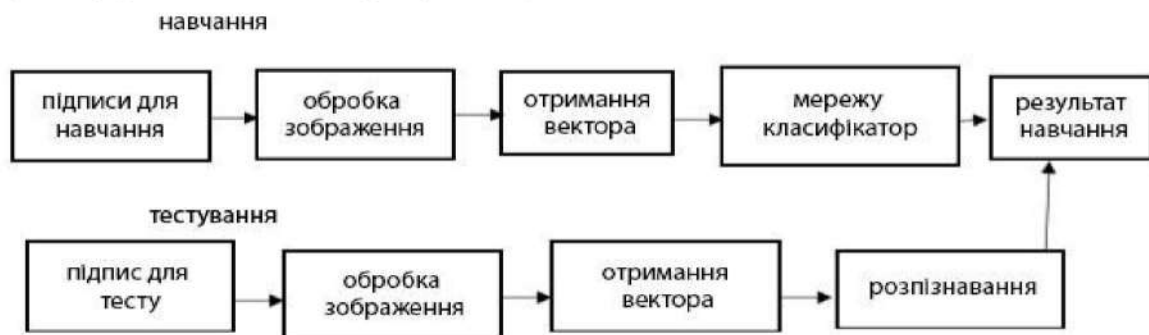 навчання
підписи для
навчання
обробка
зображення
отримання
вектора
мережу
класифікатор
результат
навчання
тестування
підпис для
тесту
обробка
зображення
отримання
вектора
розпізнавання